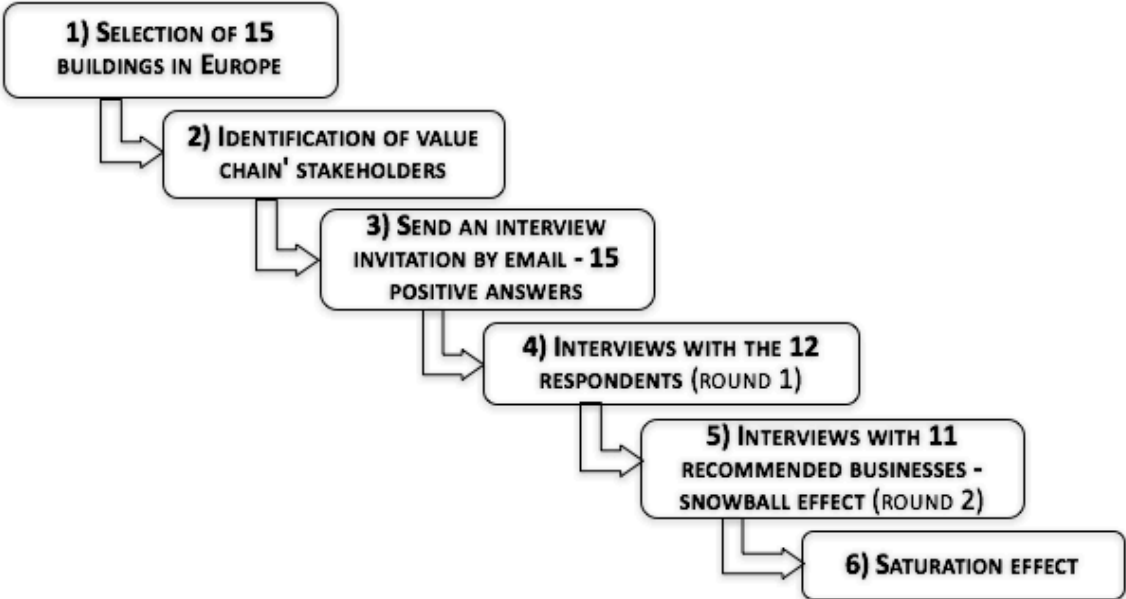 1) Selection of 15
buildings in Europe
2) Identification of value
chain' stakeholders
3) Send an interview
invitation by email - 15
positive answers
4) Interviews with the 12
respondents (round 1)
5) Interviews with 11
recommended businesses -
snowball effect (round 2)
6) Saturation effect